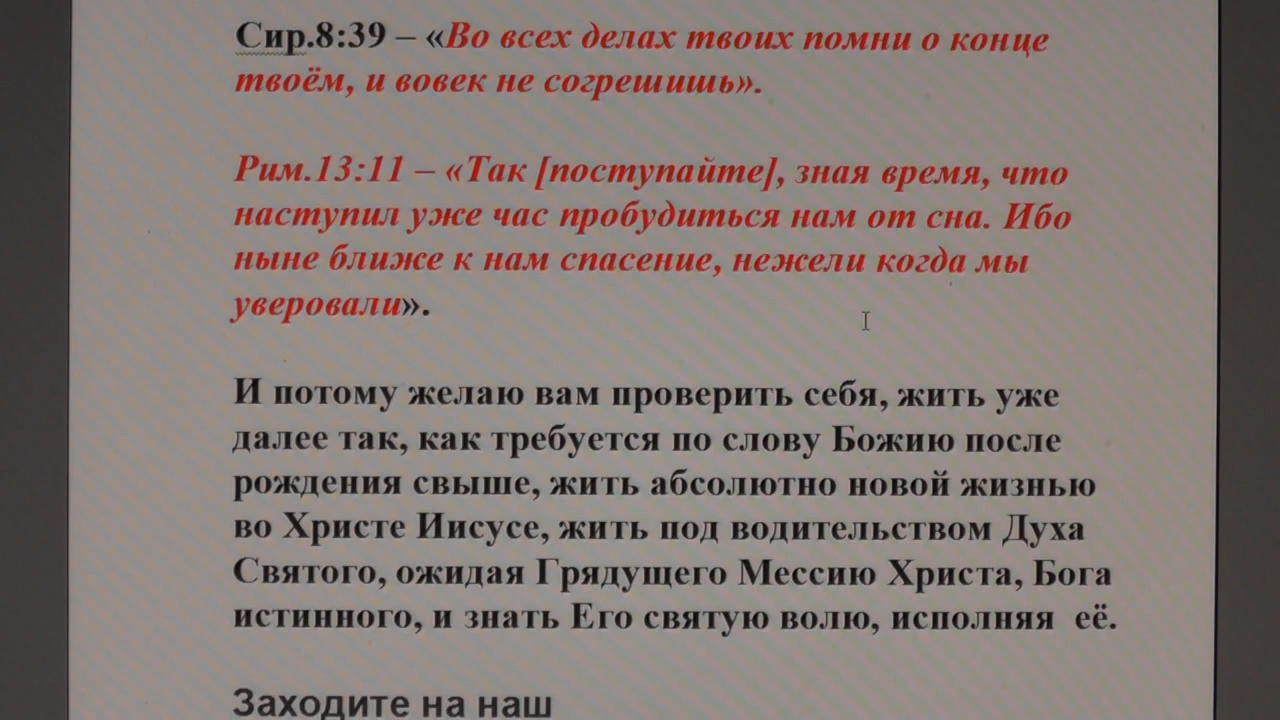 Сир.8:39 – «Во всех делах твоих помни о конце
твоём, и вовек не согрешишь».
Рим.13:11 – «Так [поступайте], зная время, что
наступил уже час пробудиться нам от сна. Ибо
ныне ближе к нам спасение, нежели когда мы
уверовали».
И потому желаю вам проверить себя, жить уже
далее так, как требуется по слову Божию после
рождения свыше, жить абсолютно новой жизнью
во Христе Иисусе, жить под водительством Духа
Святого, ожидая Грядущего Мессию Христа, Бога
истинного, и знать Его святую волю, исполняя  её.
Заходите на наш